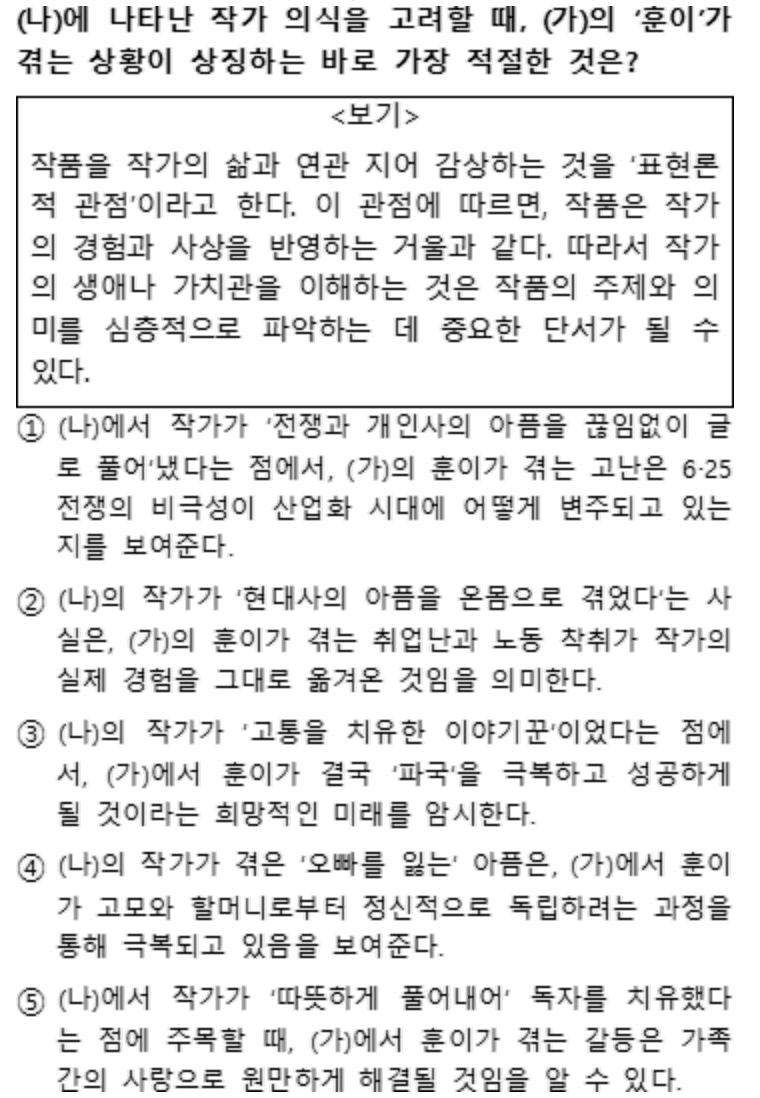 (나)에 나타난 작가 의식을 고려할 때, (가)의 ‘훈이’가
겪는 상황이 상징하는 바로 가장 적절한 것은?
<보기>
작품을 작가의 삶과 연관 지어 감상하는 것을 ‘표현론
적 관점’이라고 한다. 이 관점에 따르면, 작품은 작가
의 경험과 사상을 반영하는 거울과 같다. 따라서 작가
의 생애나 가치관을 이해하는 것은 작품의 주제와 의
미를 심층적으로 파악하는 데 중요한 단서가 될 수
있다.
① (나)에서 작가가 ‘전쟁과 개인사의 아픔을 끊임없이 글
로 풀어’냈다는 점에서, (가)의 훈이가 겪는 고난은 6·25
전쟁의 비극성이 산업화 시대에 어떻게 변주되고 있는
지를 보여준다.
② (나)의 작가가 ‘현대사의 아픔을 온몸으로 겪었다’는 사
실은, (가)의 훈이가 겪는 취업난과 노동 착취가 작가의
실제 경험을 그대로 옮겨온 것임을 의미한다.
③ (나)의 작가가 ‘고통을 치유한 이야기꾼’이었다는 점에
서, (가)에서 훈이가 결국 ‘파국’을 극복하고 성공하게
될 것이라는 희망적인 미래를 암시한다.
④ (나)의 작가가 겪은 ‘오빠를 잃는’ 아픔은, (가)에서 훈이
가 고모와 할머니로부터 정신적으로 독립하려는 과정을
통해 극복되고 있음을 보여준다.
⑤ (나)에서 작가가 ‘따뜻하게 풀어내어’ 독자를 치유했다
는 점에 주목할 때, (가)에서 훈이가 겪는 갈등은 가족
간의 사랑으로 원만하게 해결될 것임을 알 수 있다.